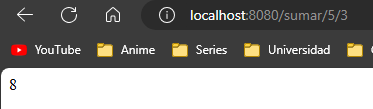 localhost:8080/sumar/5/3
YouTube Anime Series Universidad
8